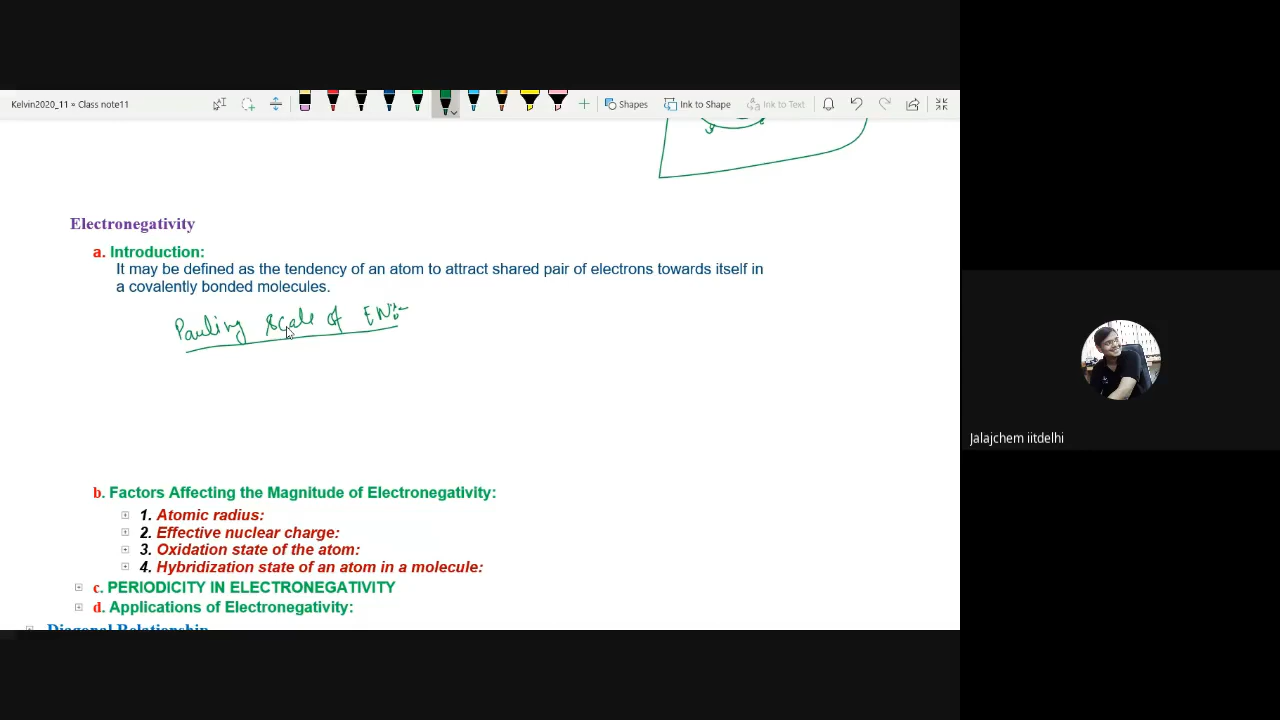 Kelvin2020_11 » Class note11
Shapes
Ink to Shape
Ink to Text
Electronegativity
a. Introduction:
It may be defined as the tendency of an atom to attract shared pair of electrons towards itself in
a covalently bonded molecules.
Pauling scale of EN:-
b. Factors Affecting the Magnitude of Electronegativity:
1. Atomic radius:
2. Effective nuclear charge:
3. Oxidation state of the atom:
4. Hybridization state of an atom in a molecule:
c. PERIODICITY IN ELECTRONEGATIVITY
d. Applications of Electronegativity:
Diagonal Relationship
Jalajchem iitdelhi